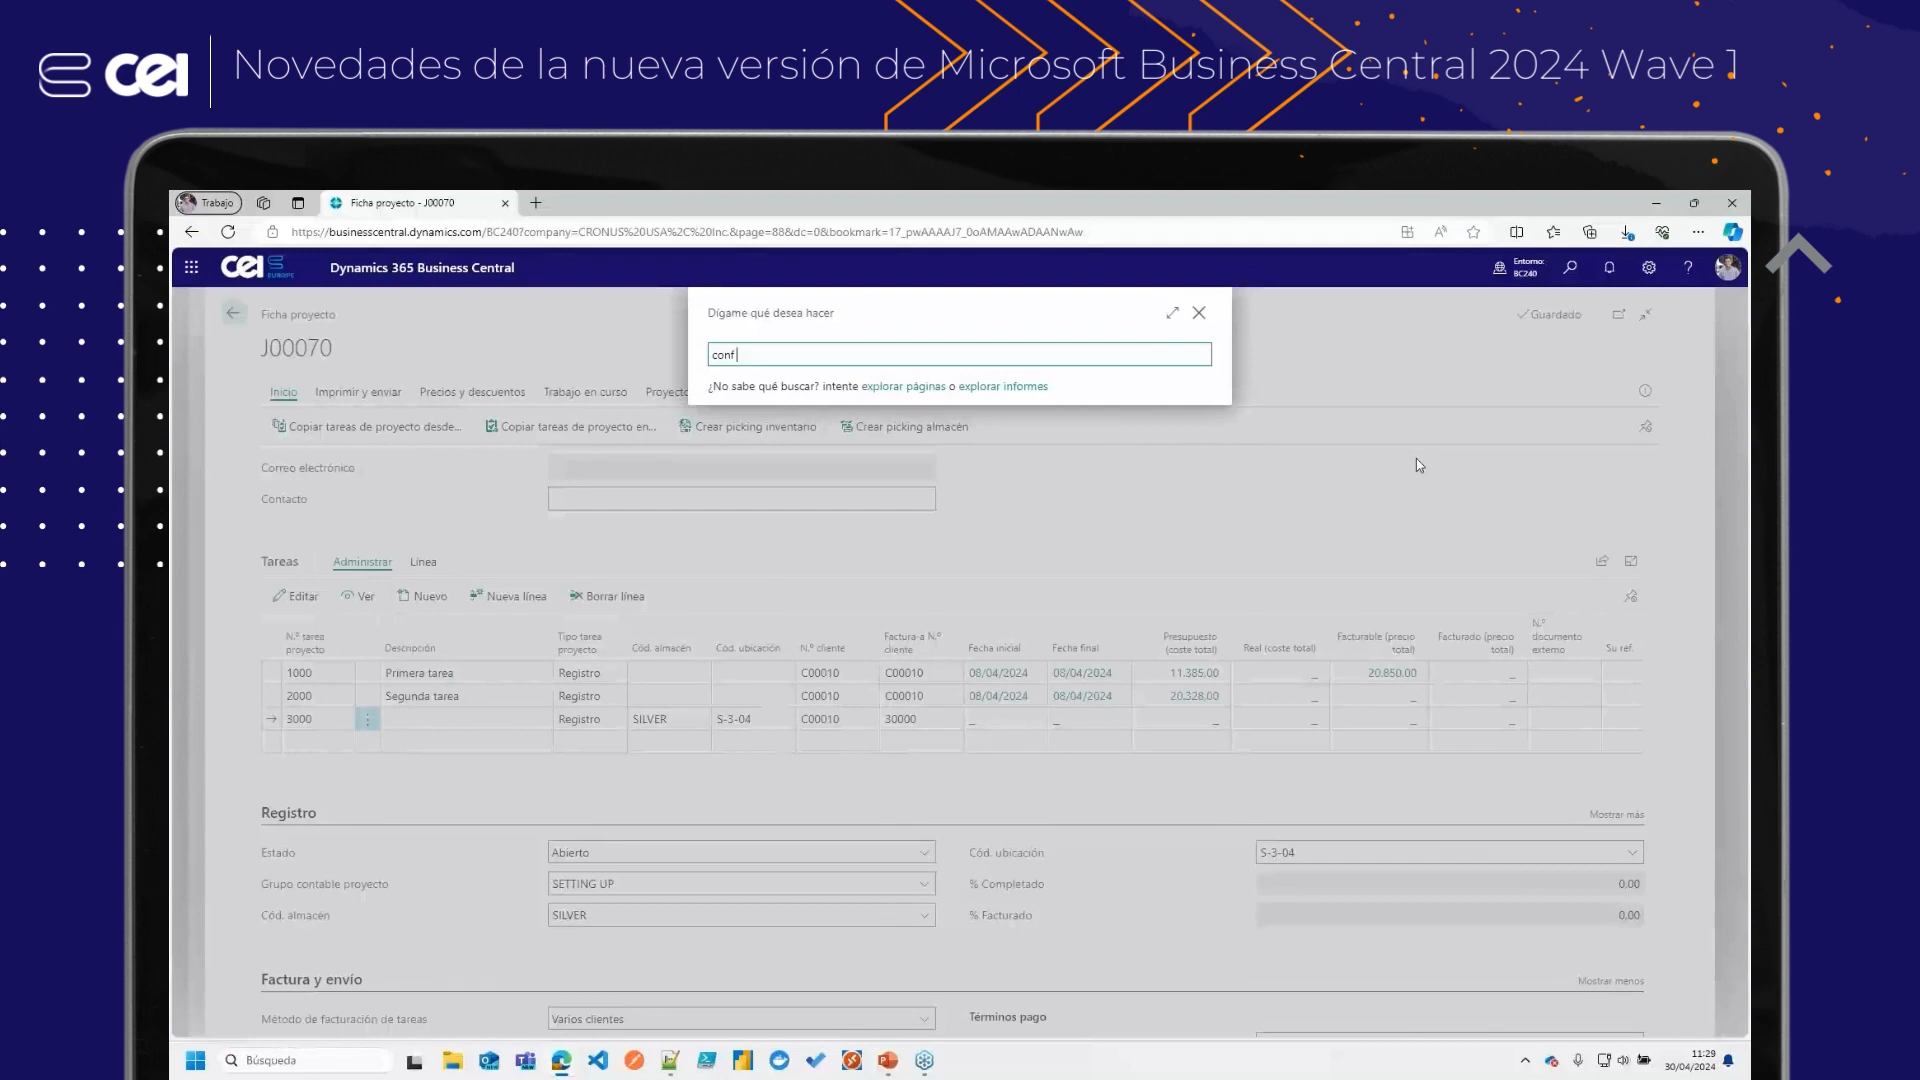 CEI
Novedades de la nueva versión de Microsoft Business Central 2024 Wave 1
Trabajo
Ficha proyecto - J00070
https://businesscentral.dynamics.com/BC240?company=CRONUS%20USA%2C%20Inc.&page=88&dc=0&bookmark=17_pwAAAAJ7_0oAMAAwADAANwAw
CEI
EUROPE
Dynamics 365 Business Central
Entorno:
BC240
Ficha proyecto
Guardado
J00070
Dígame qué desea hacer
conf
¿No sabe qué buscar? intente explorar páginas o explorar informes
Inicio Imprimir y enviar Precios y descuentos Trabajo en curso Proyecto
Copiar tareas de proyecto desde... Copiar tareas de proyecto en... Crear picking inventario Crear picking almacén
Correo electrónico
Contacto
Tareas Administrar Línea
Editar Ver Nuevo Nueva línea Borrar línea
N.º tarea proyecto Descripción Tipo tarea proyecto Cód. almacén Cód. ubicación N.º cliente Factura-a N.º cliente Fecha inicial Fecha final Presupuesto (coste total) Real (coste total) Facturable (precio total) Facturado (precio total) N.º documento externo Su ref.
1000 Primera tarea Registro C00010 C00010 08/04/2024 08/04/2024 11.385,00 _ 20.850,00 _
2000 Segunda tarea Registro C00010 C00010 08/04/2024 08/04/2024 20.328,00 _ _ _
3000 Registro SILVER S-3-04 C00010 30000 _ _ _ _ _ _
Registro Mostrar más
Estado Abierto Cód. ubicación S-3-04
Grupo contable proyecto SETTING UP % Completado 0,00
Cód. almacén SILVER % Facturado 0,00
Factura y envío Mostrar menos
Método de facturación de tareas Varios clientes Términos pago
Búsqueda
11:29
30/04/2024